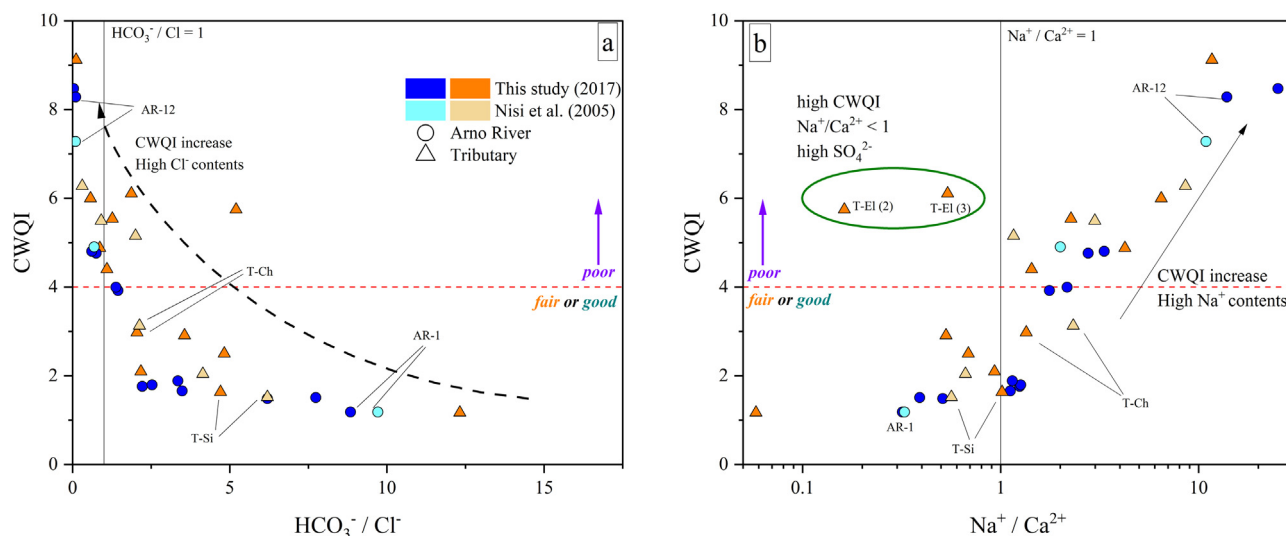 10
8
6
4
2
0
CWQI
HCO₃⁻ / Cl = 1
a
AR-12
CWQI increase
High Cl⁻ contents
This study (2017)
Nisi et al. (2005)
Arno River
Tributary
poor
fair or good
T-Ch
AR-1
T-Si
0
5
10
15
HCO₃⁻ / Cl⁻
10
8
6
4
2
0
CWQI
b
Na⁺ / Ca²⁺ = 1
high CWQI
Na⁺/Ca²⁺ < 1
high SO₄²⁻
AR-12
T-El (2)
T-El (3)
poor
fair or good
CWQI increase
High Na⁺ contents
T-Ch
AR-1
T-Si
0.1
1
10
Na⁺ / Ca²⁺